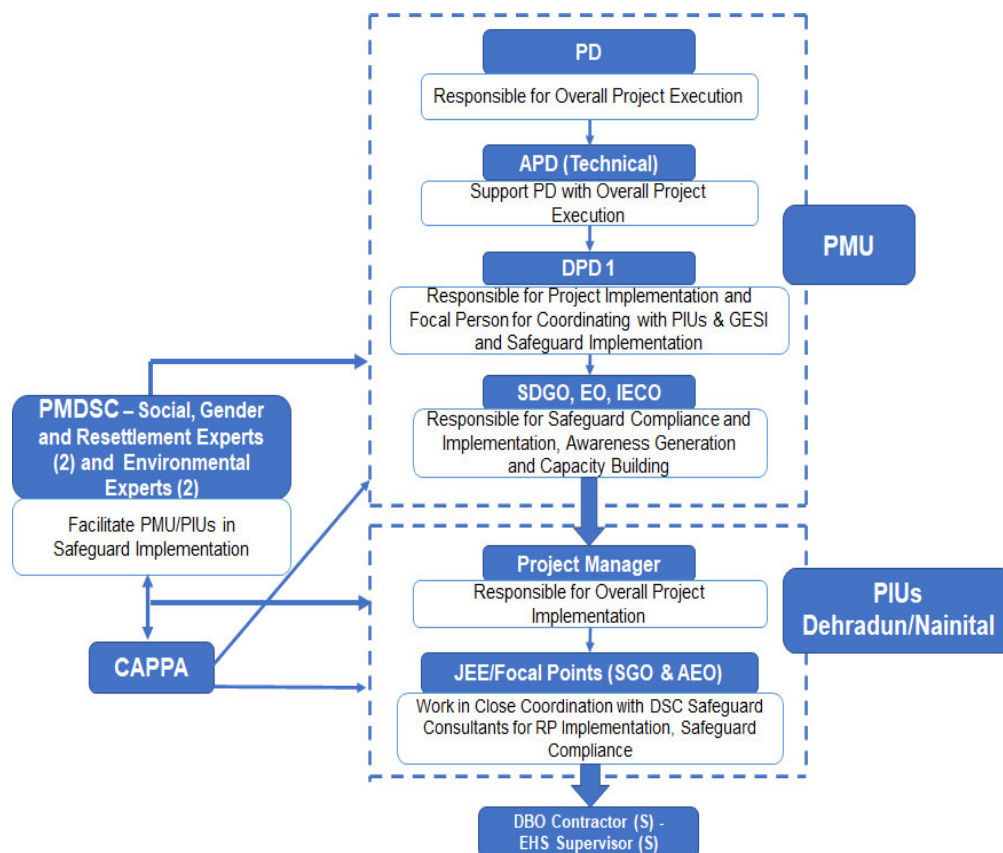 PD
Responsible for Overall Project Execution
APD (Technical)
Support PD with Overall Project
Execution
PMU
DPD 1
Responsible for Project Implementation and
Focal Person for Coordinating with PIUs & GESI
and Safeguard Implementation
SDGO, EO, IECO
Responsible for Safeguard Compliance and
Implementation, Awareness Generation
and Capacity Building
PMDSC – Social, Gender
and Resettlement Experts
(2) and Environmental
Experts (2)
Facilitate PMU/PIUs in
Safeguard Implementation
CAPPA
Project Manager
Responsible for Overall Project
Implementation
PIUs
Dehradun/Nainital
JEE/Focal Points (SGO & AEO)
Work in Close Coordination with DSC Safeguard
Consultants for RP Implementation, Safeguard
Compliance
DBO Contractor (S) -
EHS Supervisor (S)